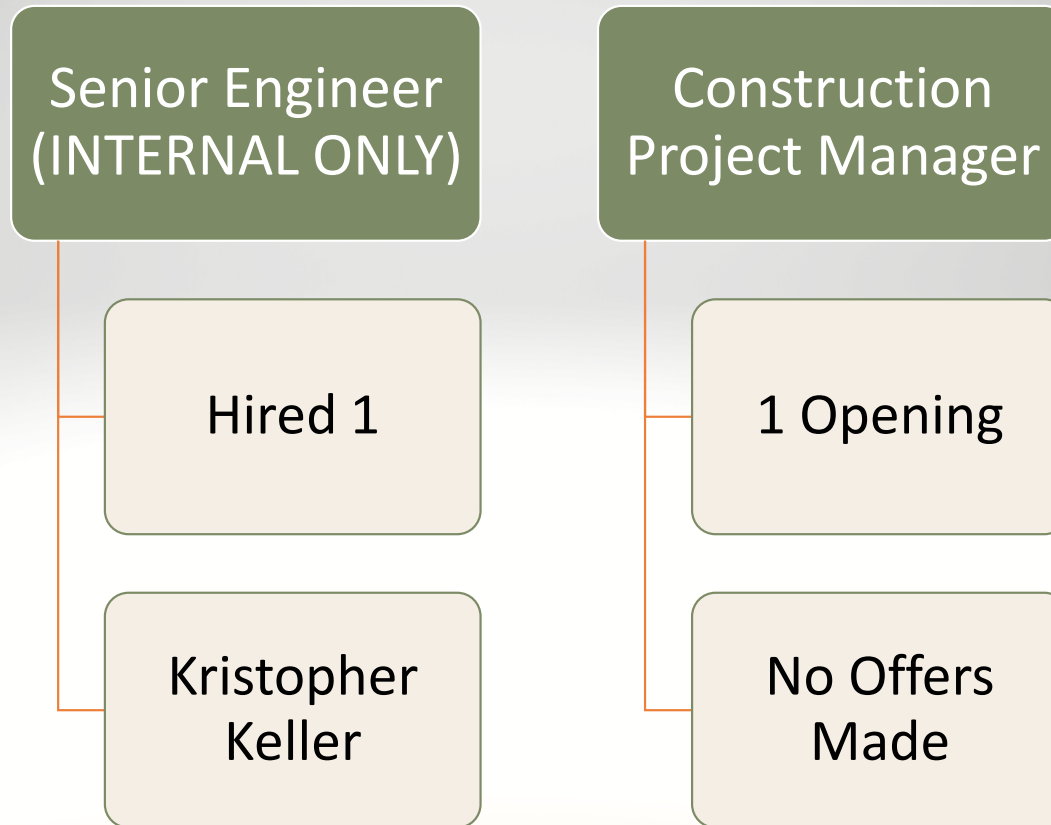 Senior Engineer
(INTERNAL ONLY)
Hired 1
Kristopher
Keller
Construction
Project Manager
1 Opening
No Offers
Made